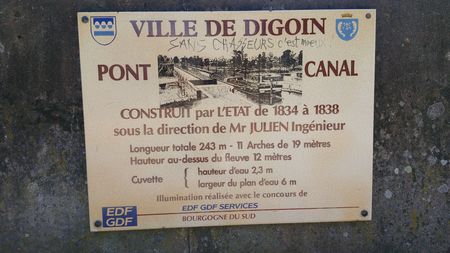 VILLE DE DIGOIN
SANS CHASSEURS c'est mieux
PONT CANAL
CONSTRUIT par L'ETAT de 1834 à 1838
sous la direction de Mr JULIEN Ingénieur
Longueur totale 243 m - 11 Arches de 19 mètres
Hauteur au-dessus du fleuve 12 mètres
Cuvette { hauteur d'eau 2,3 m
largeur du plan d'eau 6 m
Illumination réalisée avec le concours de
EDF GDF EDF GDF SERVICES
BOURGOGNE DU SUD